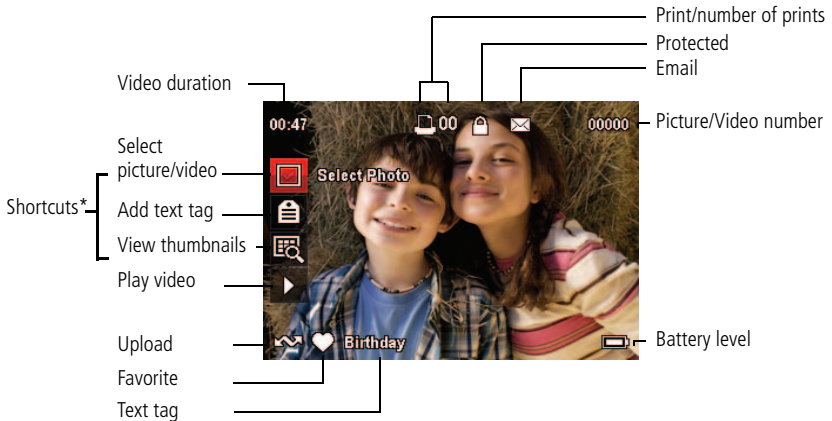 Print/number of prints
Protected
Email
Video duration
00:47
00
00000
Picture/Video number
Select
picture/video
Select Photo
Shortcuts*
Add text tag
View thumbnails
Play video
Upload
Birthday
Battery level
Favorite
Text tag